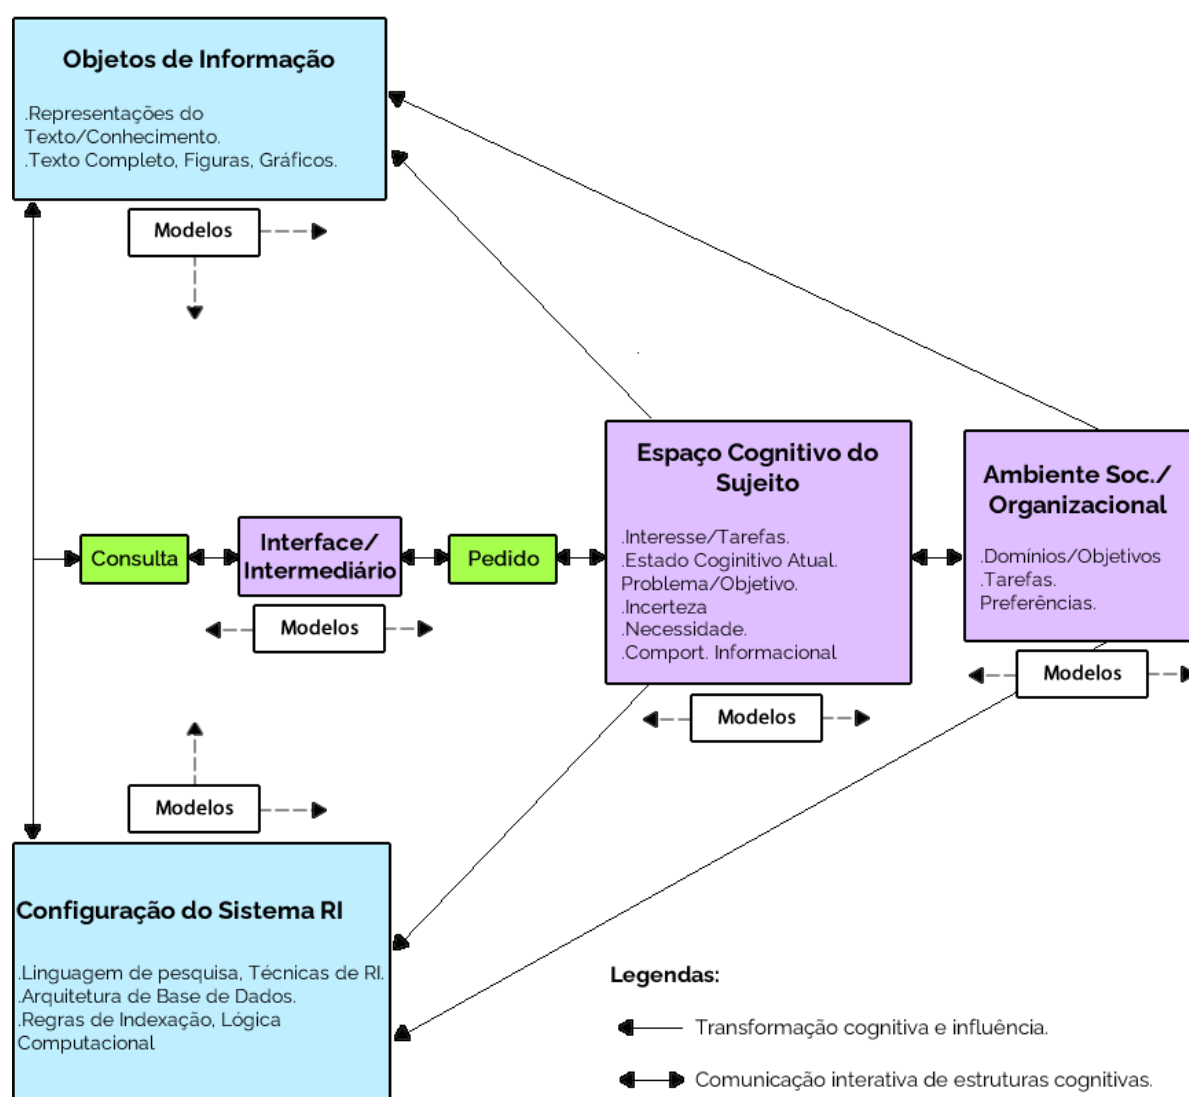 Objetos de Informação
.Representações do
Texto/Conhecimento.
.Texto Completo, Figuras, Gráficos.
Modelos
Espaço Cognitivo do
Sujeito
.Interesse/Tarefas.
.Estado Coginitivo Atual.
Problema/Objetivo.
.Incerteza
.Necessidade.
.Comport. Informacional
Ambiente Soc./
Organizacional
.Domínios/Objetivos
.Tarefas.
Preferências.
Consulta
Interface/
Intermediário
Pedido
Modelos
Modelos
Modelos
Modelos
Configuração do Sistema RI
.Linguagem de pesquisa, Técnicas de RI.
.Arquitetura de Base de Dados.
.Regras de Indexação, Lógica
Computacional
Legendas:
Transformação cognitiva e influência.
Comunicação interativa de estruturas cognitivas.